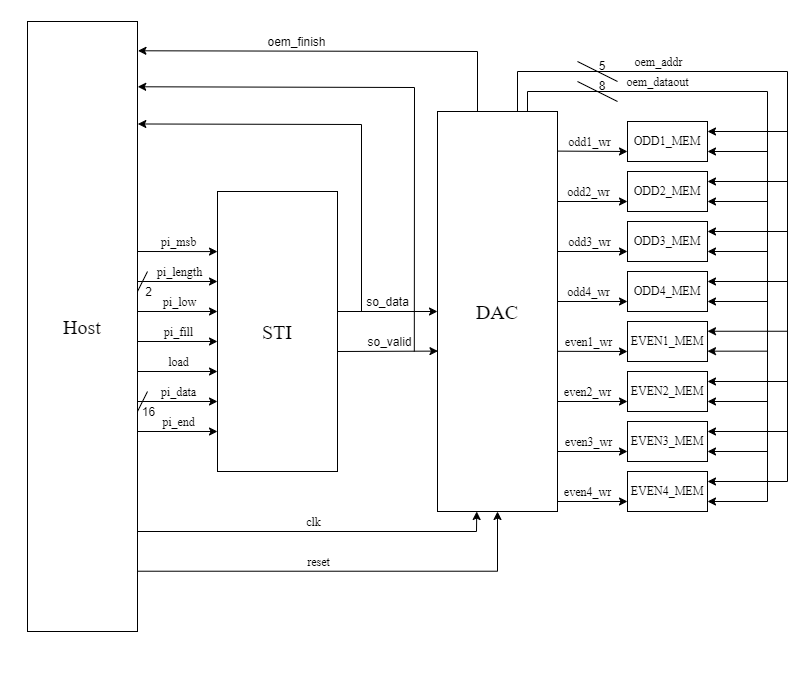 oem_finish
5
oem_addr
8
oem_dataout
odd1_wr
ODD1_MEM
odd2_wr
ODD2_MEM
pi_msb
odd3_wr
ODD3_MEM
pi_length
2
pi_low
so_data
odd4_wr
ODD4_MEM
Host
pi_fill
STI
so_valid
DAC
even1_wr
EVEN1_MEM
load
pi_data
16
even2_wr
EVEN2_MEM
pi_end
even3_wr
EVEN3_MEM
even4_wr
EVEN4_MEM
clk
reset